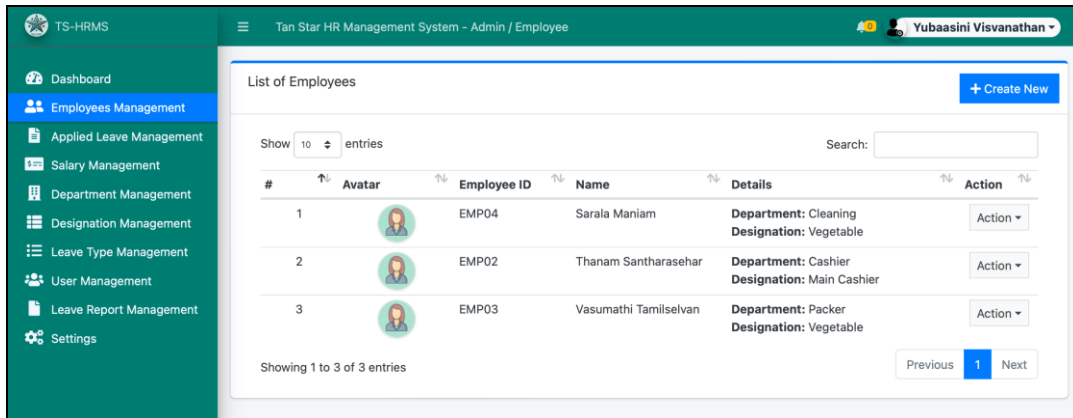 TS-HRMS
Tan Star HR Management System - Admin / Employee
0
Yubaasini Visvanathan
Dashboard
Employees Management
Applied Leave Management
Salary Management
Department Management
Designation Management
Leave Type Management
User Management
Leave Report Management
Settings
List of Employees
+ Create New
Show 10 entries
Search:
# Avatar Employee ID Name Details Action
1 EMP04 Sarala Maniam Department: Cleaning Action
Designation: Vegetable
2 EMP02 Thanam Santharasehar Department: Cashier Action
Designation: Main Cashier
3 EMP03 Vasumathi Tamilselvan Department: Packer Action
Designation: Vegetable
Showing 1 to 3 of 3 entries
Previous 1 Next